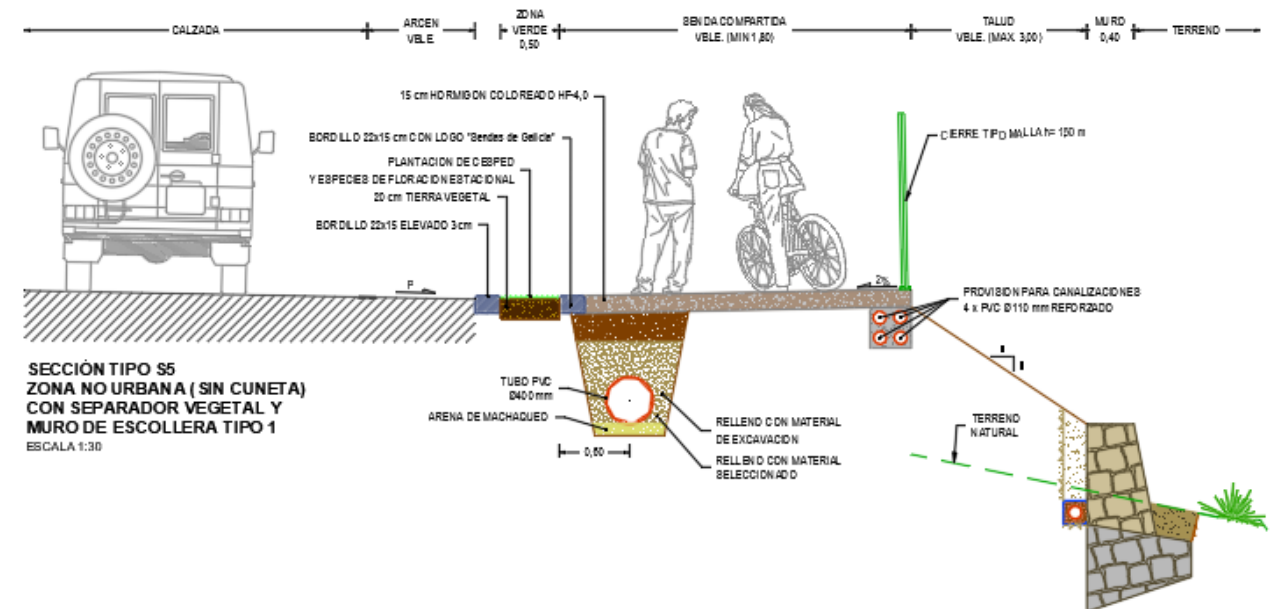 CALZADA
ARCEN
VBLE.
ZONA
VERDE
0,50
SENDA COMPARTIDA
VBLE. (MIN 1,80)
TALUD
VBLE. (MAX. 3,00)
MURO
0,40
TERRENO
15 cm HORMIGON COLOREADO HF-4,0
BORDILLO 22x15 cm CON LOGO "Sendas de Galicia"
PLANTACION DE CESPED
Y ESPECIES DE FLORACION ESTACIONAL
20 cm TIERRA VEGETAL
BORDILLO 22x15 ELEVADO 3cm
CIERRE TIPO MALLA h= 1,50 m
P
2%
PROVISION PARA CANALIZACIONES
4 x PVC Ø110 mm REFORZADO
SECCIÓN TIPO S5
ZONA NO URBANA ( SIN CUNETA)
CON SEPARADOR VEGETAL Y
MURO DE ESCOLLERA TIPO 1
ESCALA 1:30
TUBO PVC
Ø400mm
ARENA DE MACHAQUEO
0,60
RELLENO CON MATERIAL
DE EXCAVACION
RELLENO CON MATERIAL
SELECCIONADO
TERRENO
NATURAL